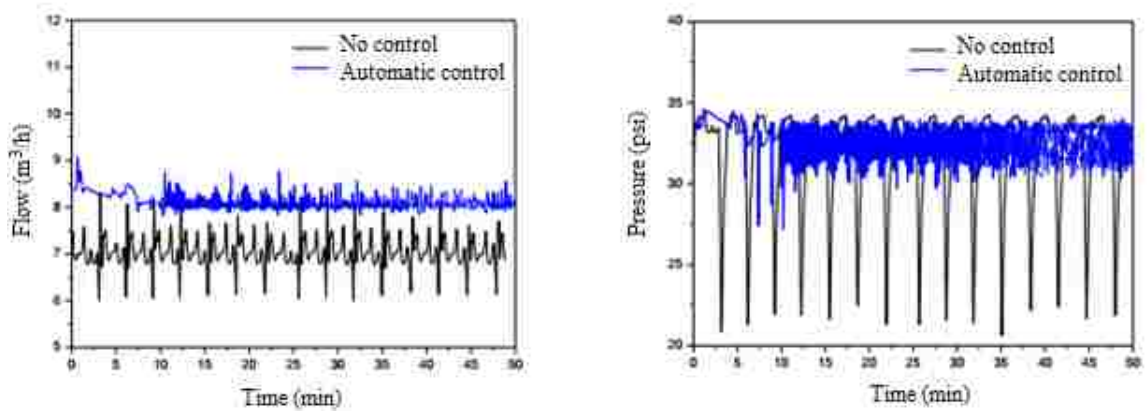 12
11
10
9
8
7
6
5
Flow (m³/h)
No control
Automatic control
0 5 10 15 20 25 30 35 40 45 50
Time (min)
40
35
30
25
20
Pressure (psi)
No control
Automatic control
0 5 10 15 20 25 30 35 40 45 50
Time (min)